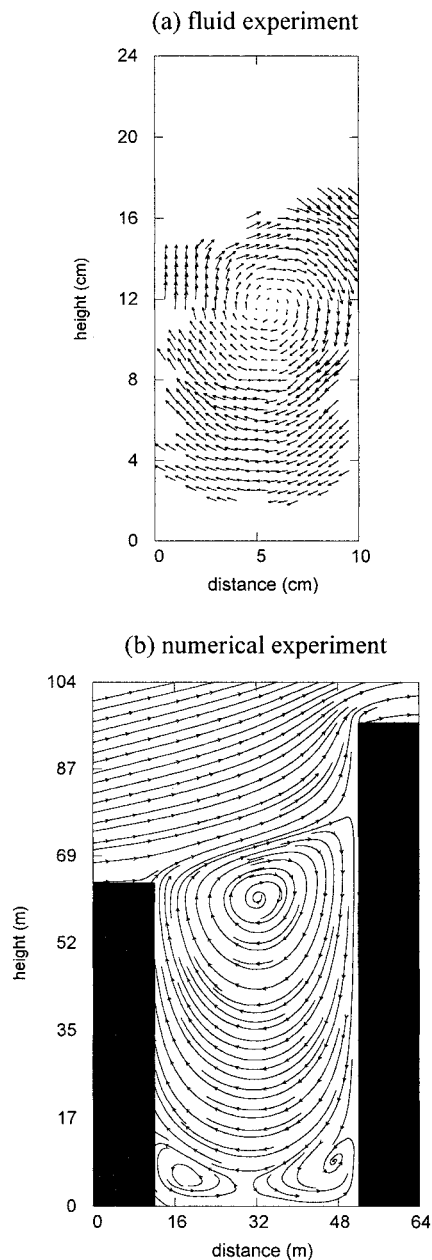 (a) fluid experiment
24
20
16
12
8
4
0
height (cm)
0 5 10
distance (cm)
(b) numerical experiment
104
87
69
52
35
17
0
height (m)
0 16 32 48 64
distance (m)